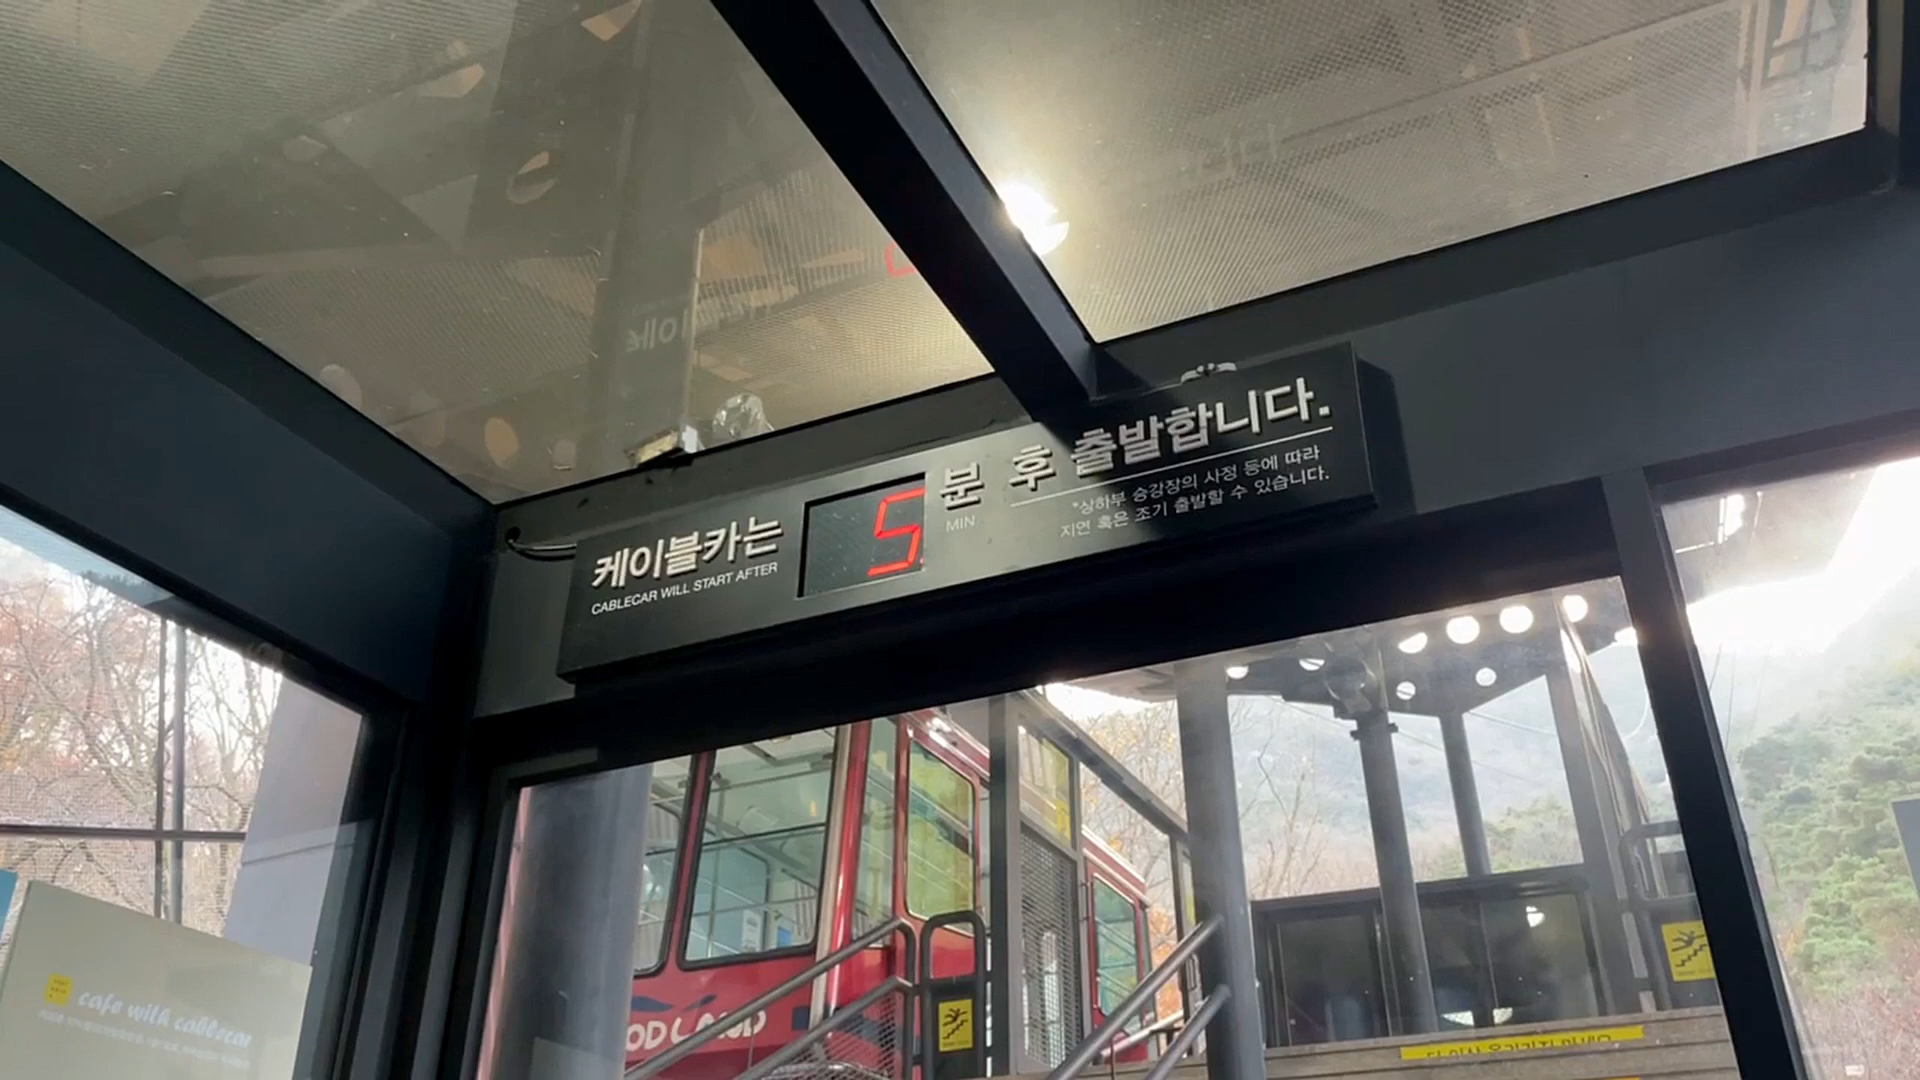 케이블카는 5 분 후 출발합니다.
CABLECAR WILL START AFTER MIN
*상하부 승강장의 사정 등에 따라
지연 혹은 조기 출발할 수 있습니다.
cafe with cablecar